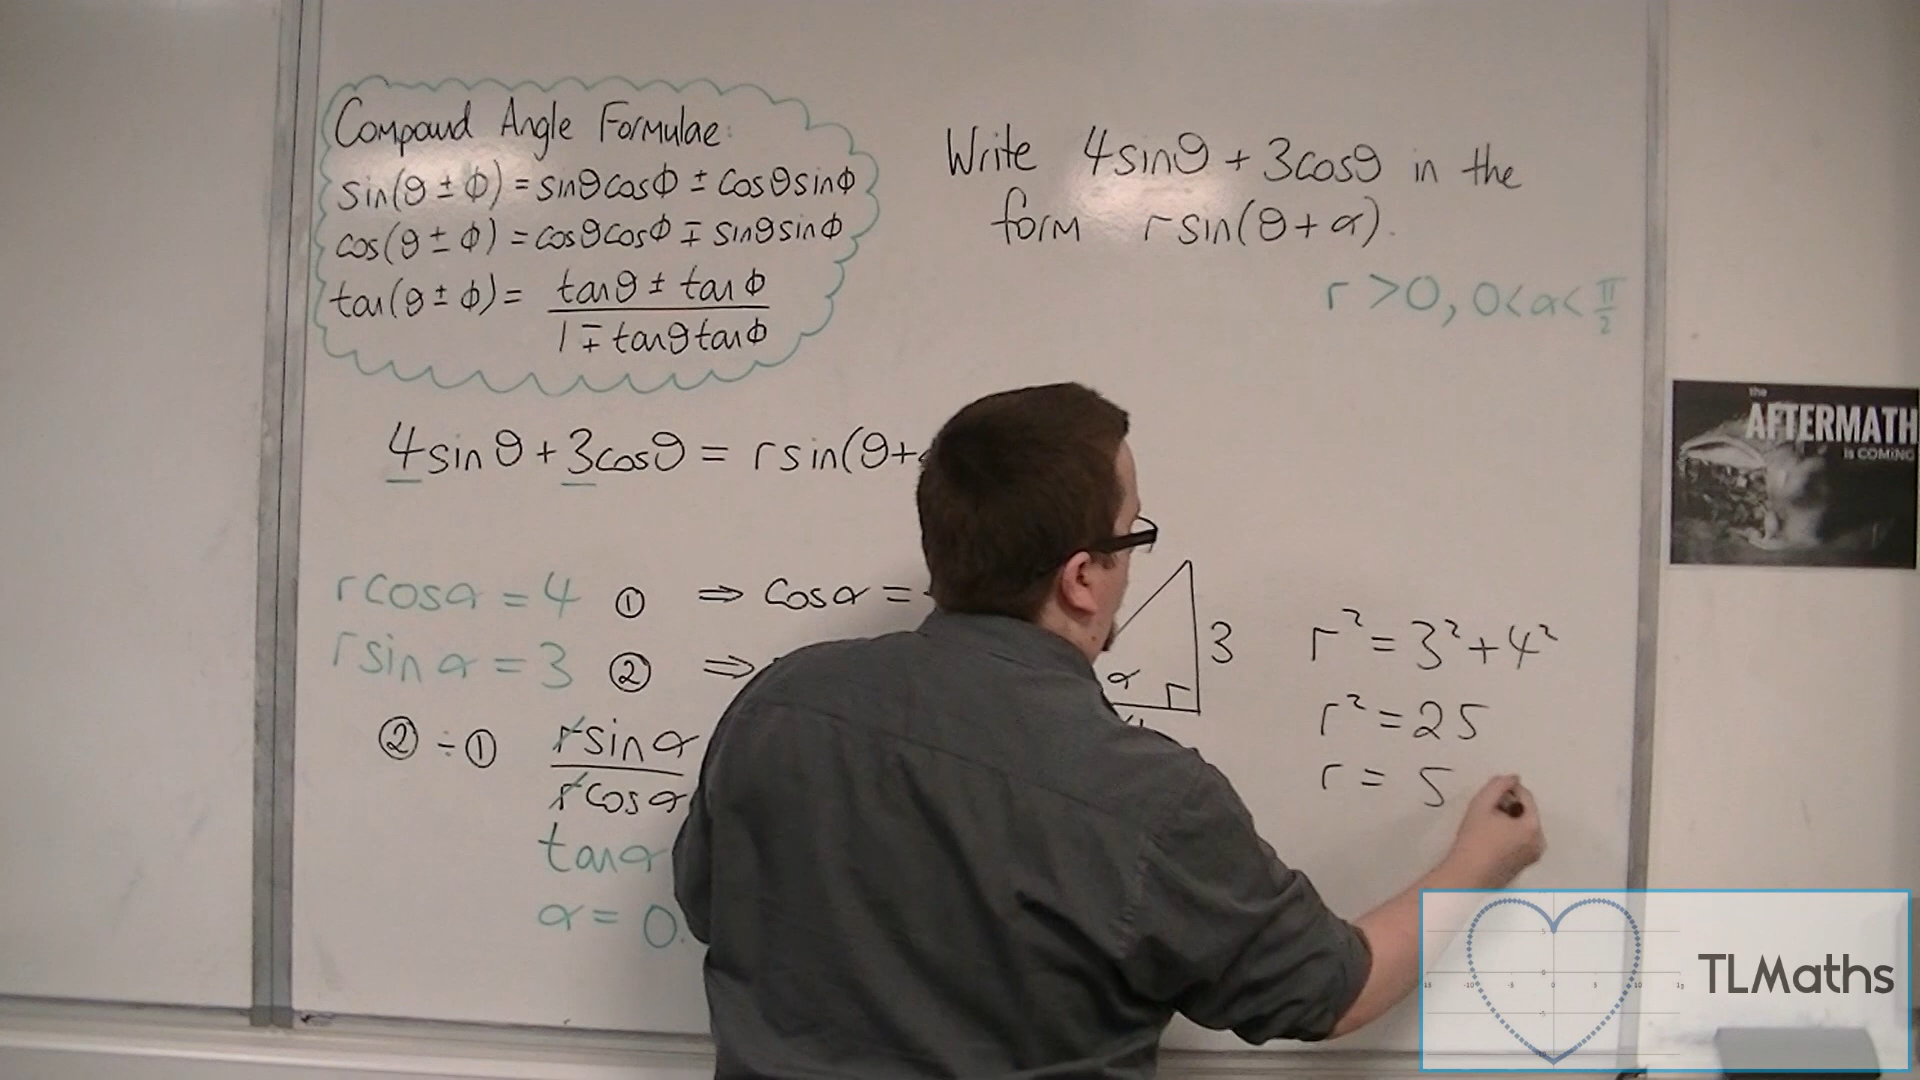 Compound Angle Formulae:
sin(θ ± ϕ) = sinθcosϕ ± cosθsinϕ
cos(θ ± ϕ) = cosθcosϕ ∓ sinθsinϕ
tan(θ ± ϕ) = tanθ ± tanϕ
1 ∓ tanθtanϕ
Write 4sinθ + 3cosθ in the
form rsin(θ + α).
r > 0, 0 < α < π/2
4sinθ + 3cosθ = rsin(θ+
rcosα = 4 ① ⇒ cosα =
rsinα = 3 ② ⇒
② ÷ ① rsinα
rcosα
tanα
α = 0.
3
α
r² = 3² + 4²
r² = 25
r = 5
the
AFTERMATH
is COMING
TLMaths